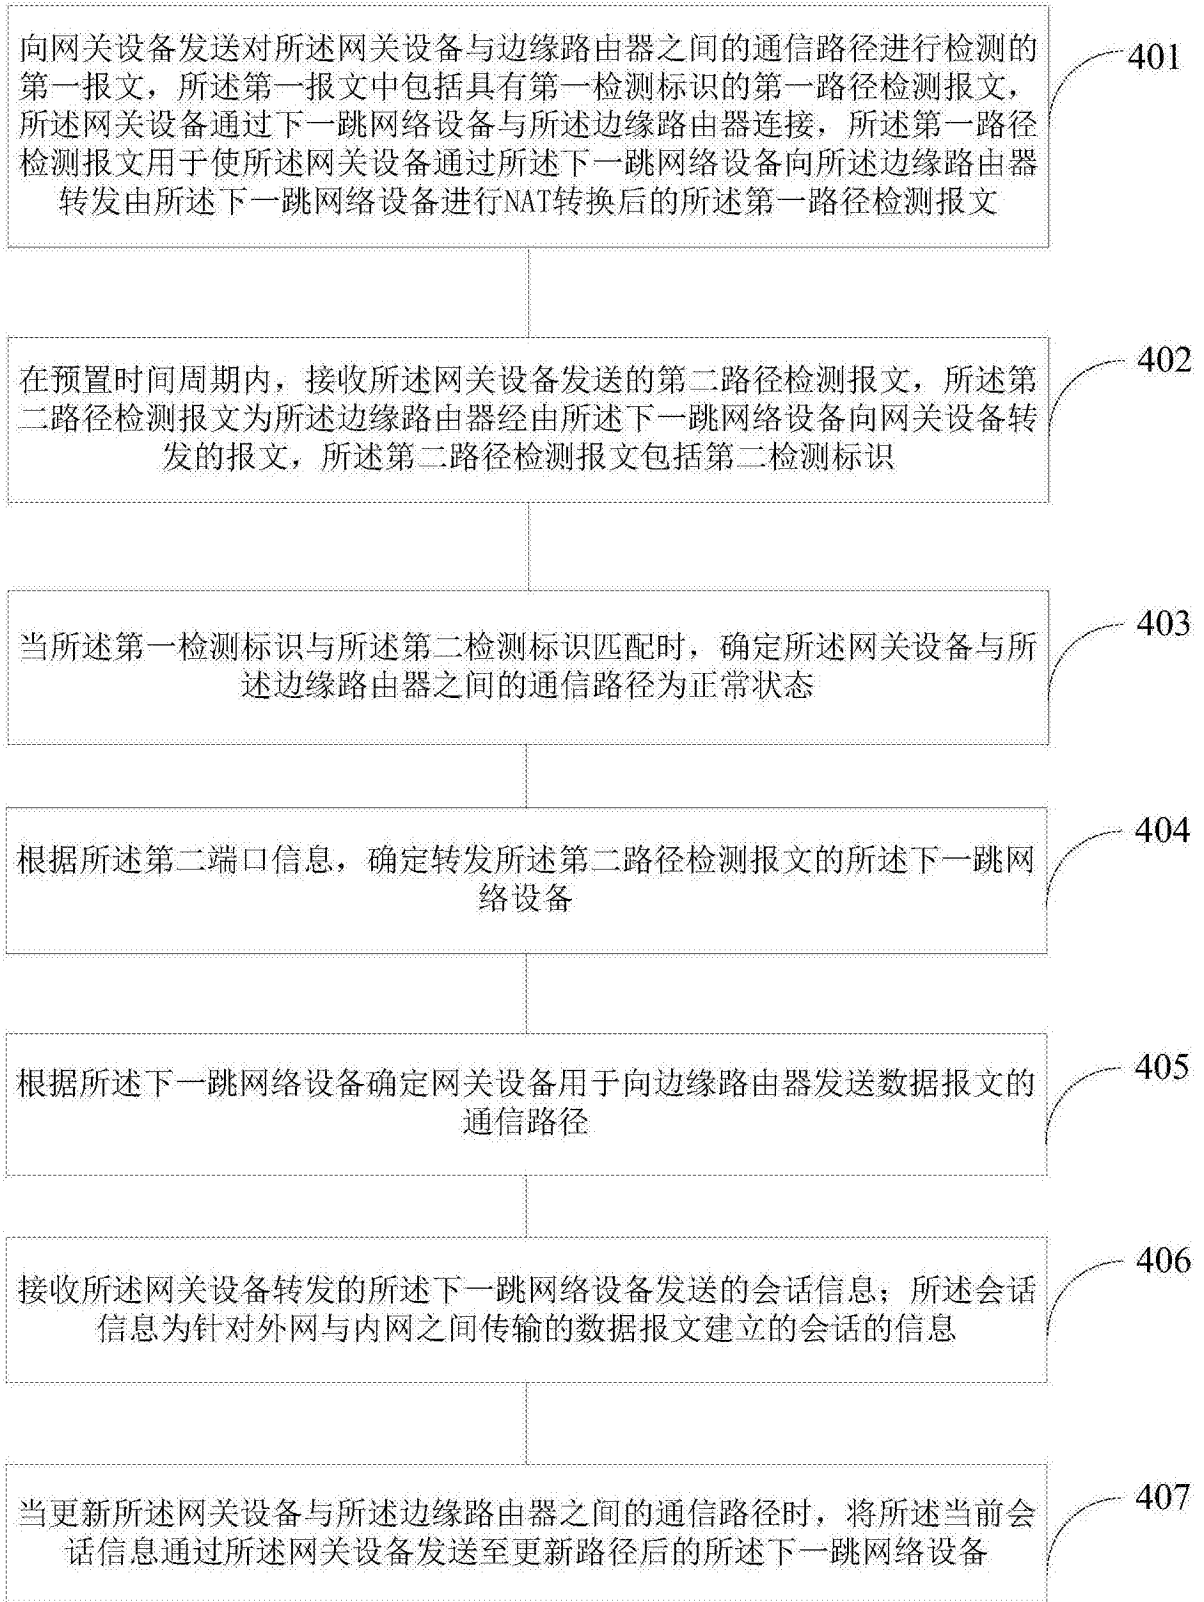 向网关设备发送对所述网关设备与边缘路由器之间的通信路径进行检测的
第一报文，所述第一报文中包括具有第一检测标识的第一路径检测报文，
所述网关设备通过下一跳网络设备与所述边缘路由器连接，所述第一路径
检测报文用于使所述网关设备通过所述下一跳网络设备向所述边缘路由器
转发由所述下一跳网络设备进行NAT转换后的所述第一路径检测报文
401
在预置时间周期内，接收所述网关设备发送的第二路径检测报文，所述第
二路径检测报文为所述边缘路由器经由所述下一跳网络设备向网关设备转
发的报文，所述第二路径检测报文包括第二检测标识
402
当所述第一检测标识与所述第二检测标识匹配时，确定所述网关设备与所
述边缘路由器之间的通信路径为正常状态
403
根据所述第二端口信息，确定转发所述第二路径检测报文的所述下一跳网
络设备
404
根据所述下一跳网络设备确定网关设备用于向边缘路由器发送数据报文的
通信路径
405
接收所述网关设备转发的所述下一跳网络设备发送的会话信息；所述会话
信息为针对外网与内网之间传输的数据报文建立的会话的信息
406
当更新所述网关设备与所述边缘路由器之间的通信路径时，将所述当前会
话信息通过所述网关设备发送至更新路径后的所述下一跳网络设备
407